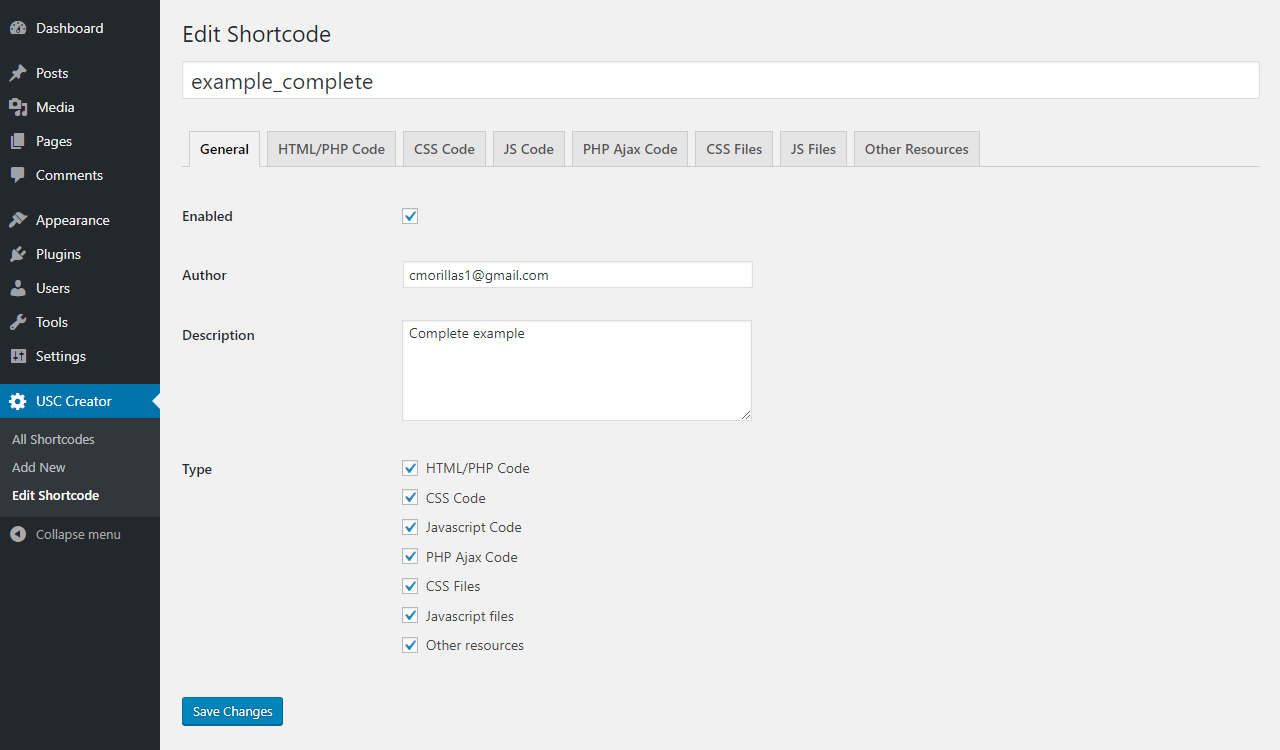 Dashboard
Posts
Media
Pages
Comments
Appearance
Plugins
Users
Tools
Settings
USC Creator
All Shortcodes
Add New
Edit Shortcode
Collapse menu
Edit Shortcode
example_complete
General HTML/PHP Code CSS Code JS Code PHP Ajax Code CSS Files JS Files Other Resources
Enabled
Author cmorillas1@gmail.com
Description Complete example
Type HTML/PHP Code
CSS Code
Javascript Code
PHP Ajax Code
CSS Files
Javascript files
Other resources
Save Changes